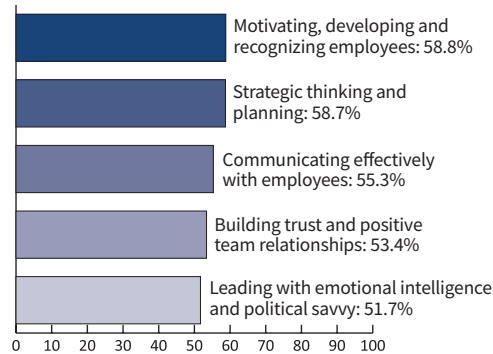 Motivating, developing and
recognizing employees: 58.8%
Strategic thinking and
planning: 58.7%
Communicating effectively
with employees: 55.3%
Building trust and positive
team relationships: 53.4%
Leading with emotional intelligence
and political savvy: 51.7%
0 10 20 30 40 50 60 70 80 90 100